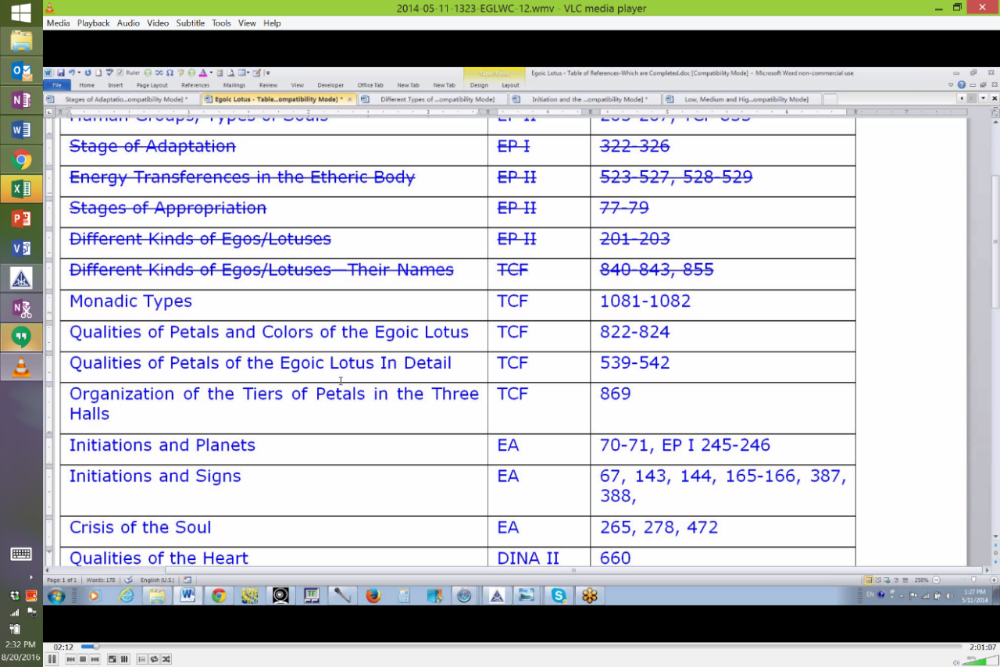 2014-05-11-1323-EGLWC-12.wmv - VLC media player
Media Playback Audio Video Subtitle Tools View Help
Ruler
Egoic Lotus - Table of References-Which are Completed.doc [Compatibility Mode] - Microsoft Word non-commercial use
File Home Insert Page Layout References Mailings Review View Developer Office Tab New Tab New Tab Design Layout
Stages of Adaptatio...ompatibility Mode] * Egoic Lotus - Table...ompatibility Mode] * Different Types of ...ompatibility Mode] Initiation and the ...ompatibility Mode] * Low, Medium and Hig...ompatibility Mode]
Human Groups, Types of Souls EP II
Stage of Adaptation EP I 322-326
Energy Transferences in the Etheric Body EP II 523-527, 528-529
Stages of Appropriation EP II 77-79
Different Kinds of Egos/Lotuses EP II 201-203
Different Kinds of Egos/Lotuses—Their Names TCF 840-843, 855
Monadic Types TCF 1081-1082
Qualities of Petals and Colors of the Egoic Lotus TCF 822-824
Qualities of Petals of the Egoic Lotus In Detail TCF 539-542
Organization of the Tiers of Petals in the Three TCF 869
Halls
Initiations and Planets EA 70-71, EP I 245-246
Initiations and Signs EA 67, 143, 144, 165-166, 387,
388,
Crisis of the Soul EA 265, 278, 472
Qualities of the Heart DINA II 660
Page: 1 of 1 Words: 178 English (U.S.) 250%
EN 1:27 PM
5/11/2014
2:32 PM
8/20/2016
02:12 2:01:07